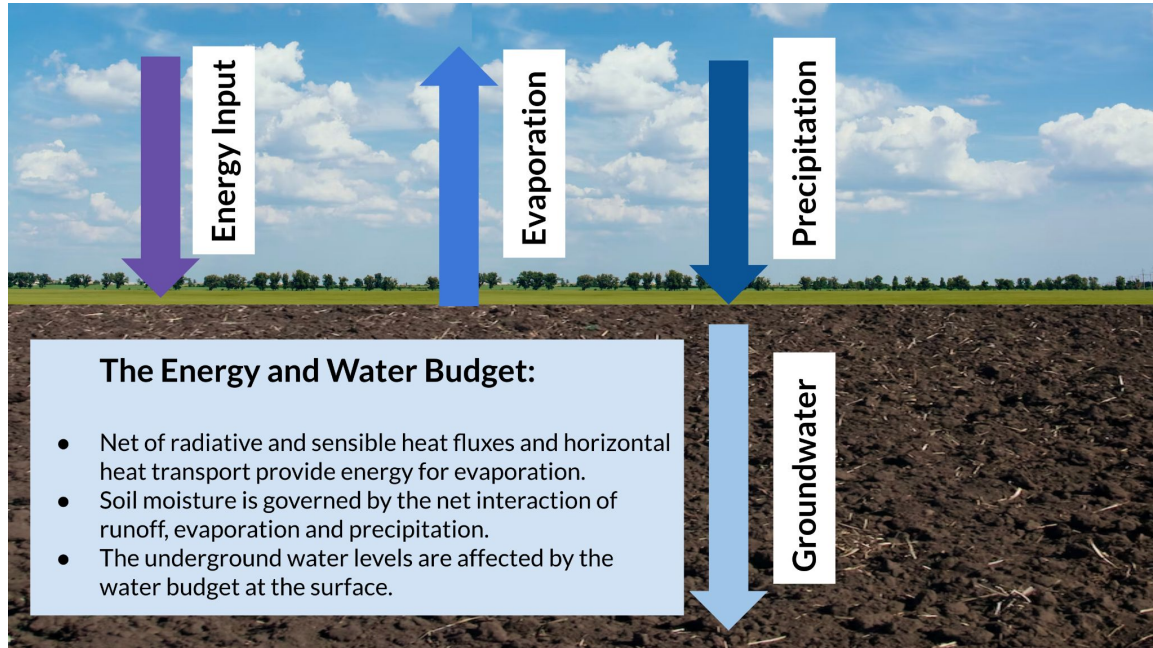 Energy Input
Evaporation
Precipitation
The Energy and Water Budget:
● Net of radiative and sensible heat fluxes and horizontal
heat transport provide energy for evaporation.
● Soil moisture is governed by the net interaction of
runoff, evaporation and precipitation.
● The underground water levels are affected by the
water budget at the surface.
Groundwater